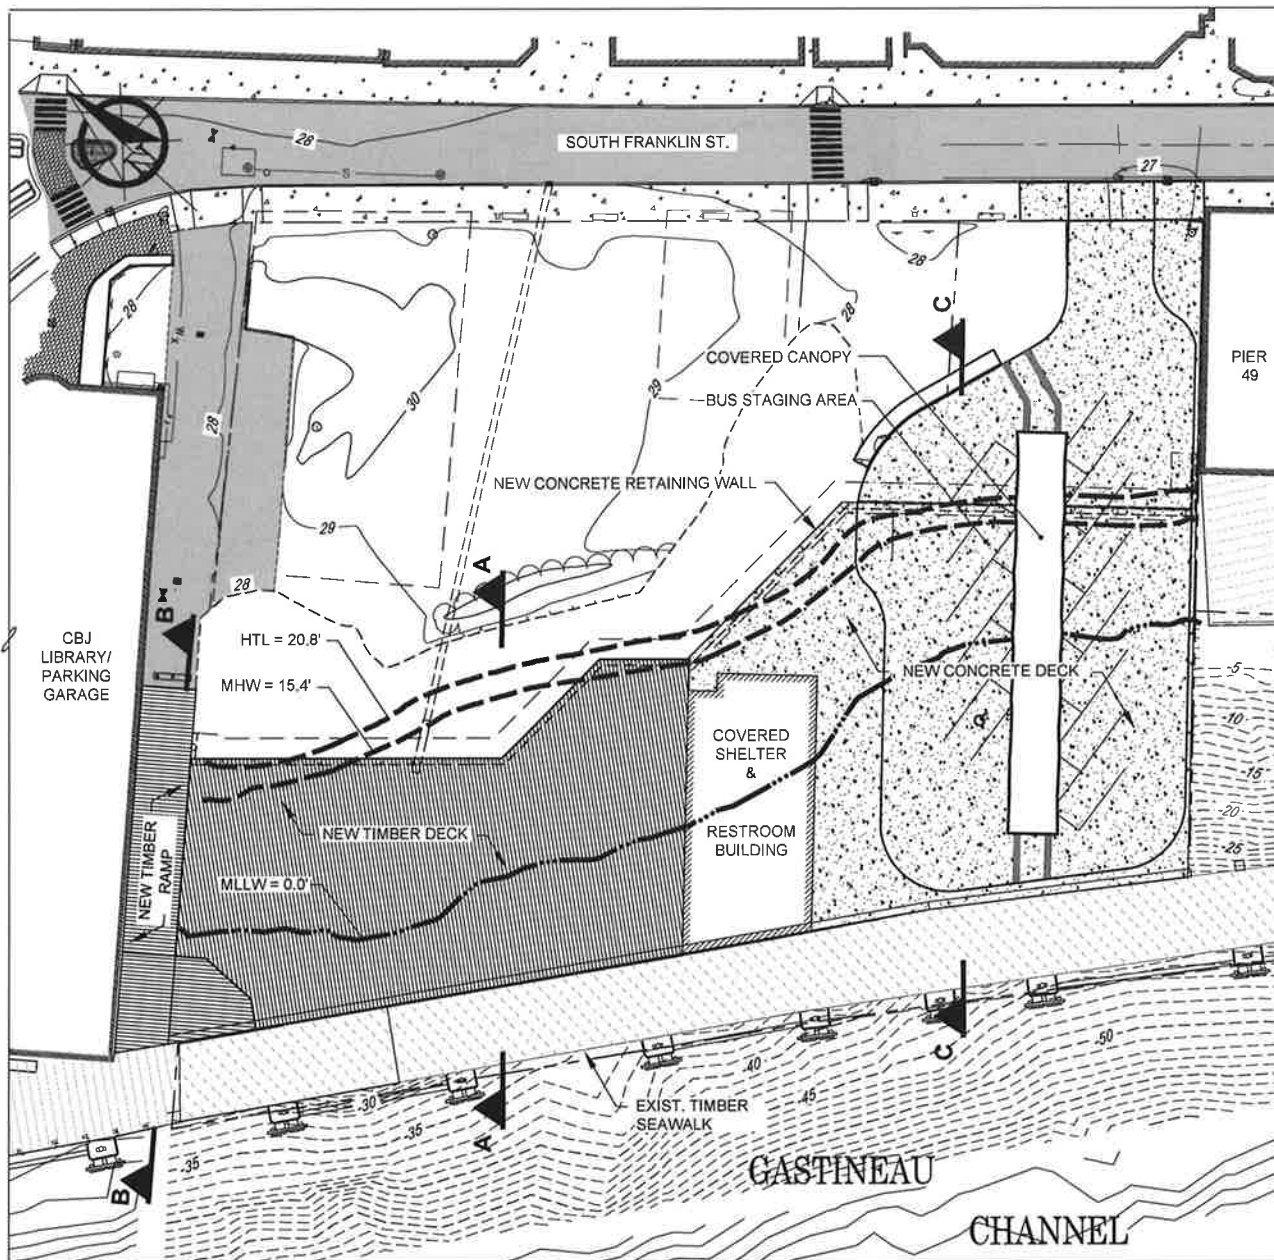 28
SOUTH FRANKLIN ST.
27
S
28
28
28
C
COVERED CANOPY
PIER
49
BUS STAGING AREA
30
29
28
NEW CONCRETE RETAINING WALL
29
A
28
B
HTL = 20.8'
CBJ
LIBRARY/
PARKING
GARAGE
MHW = 15.4'
NEW CONCRETE DECK
-5
-10
-15
-20
-25
COVERED
SHELTER
&
RESTROOM
BUILDING
NEW TIMBER DECK
NEW TIMBER
RAMP
MLLW = 0.0'
C
-50
-40
-45
-30
-35
EXIST. TIMBER
SEAWALK
A
-35
B
GASTINEAU
CHANNEL